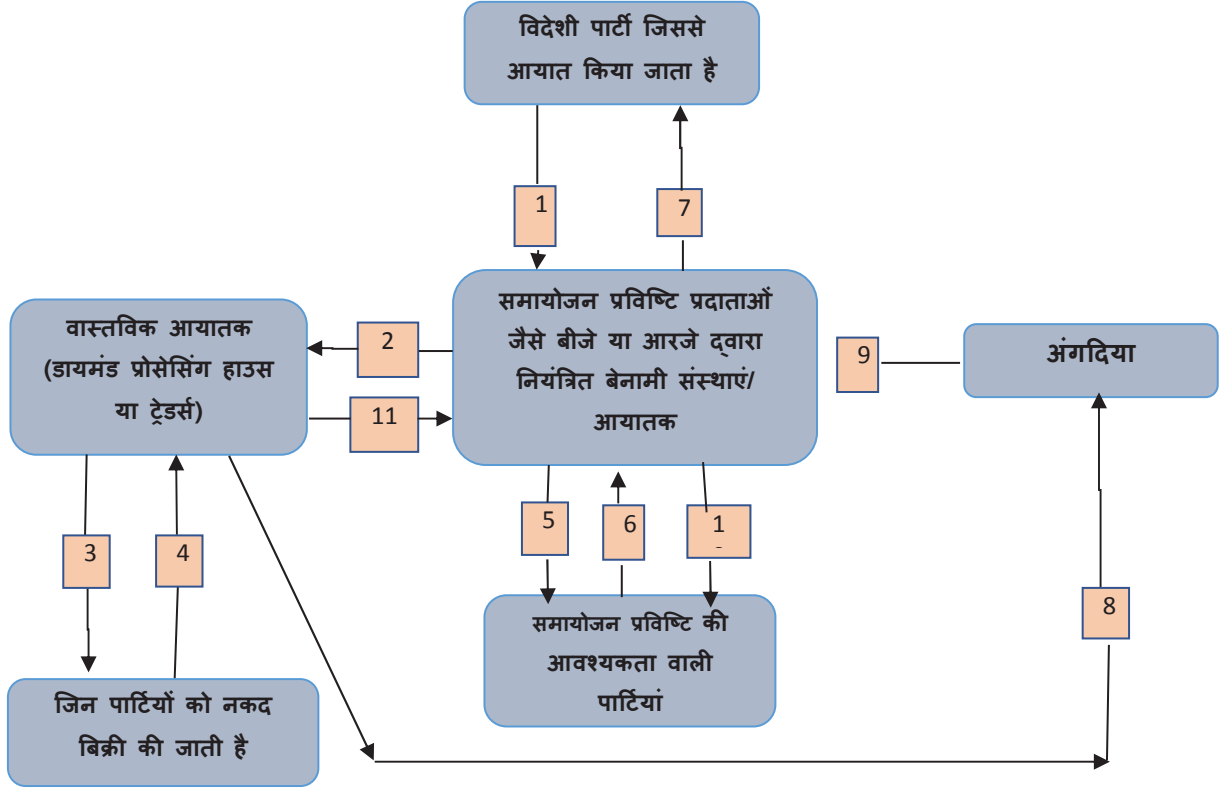 विदेशी पार्टी जिससे
आयात किया जाता है
1
7
समायोजन प्रविष्टि प्रदाताओं
जैसे बीजे या आरजे द्वारा
नियंत्रित बेनामी संस्थाएं/
आयातक
वास्तविक आयातक
(डायमंड प्रोसेसिंग हाउस
या ट्रेडर्स)
2
11
9
अंगदिया
3
4
5
6
1
8
समायोजन प्रविष्टि की
आवश्यकता वाली
पार्टियां
जिन पार्टियों को नकद
बिक्री की जाती है